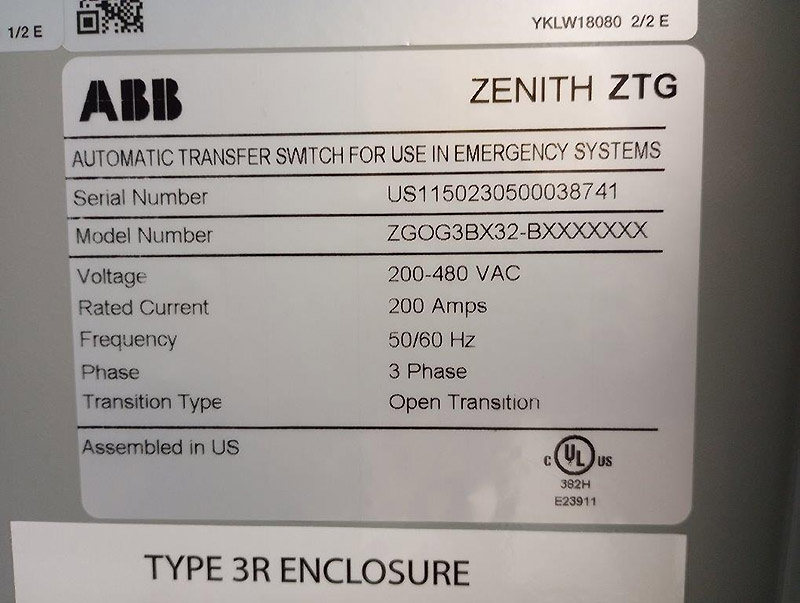 1/2 E
YKLW18080 2/2 E
ABB
ZENITH ZTG
AUTOMATIC TRANSFER SWITCH FOR USE IN EMERGENCY SYSTEMS
Serial Number US1150230500038741
Model Number ZGOG3BX32-BXXXXXXX
Voltage 200-480 VAC
Rated Current 200 Amps
Frequency 50/60 Hz
Phase 3 Phase
Transition Type Open Transition
Assembled in US
C UL US
382H
E23911
TYPE 3R ENCLOSURE